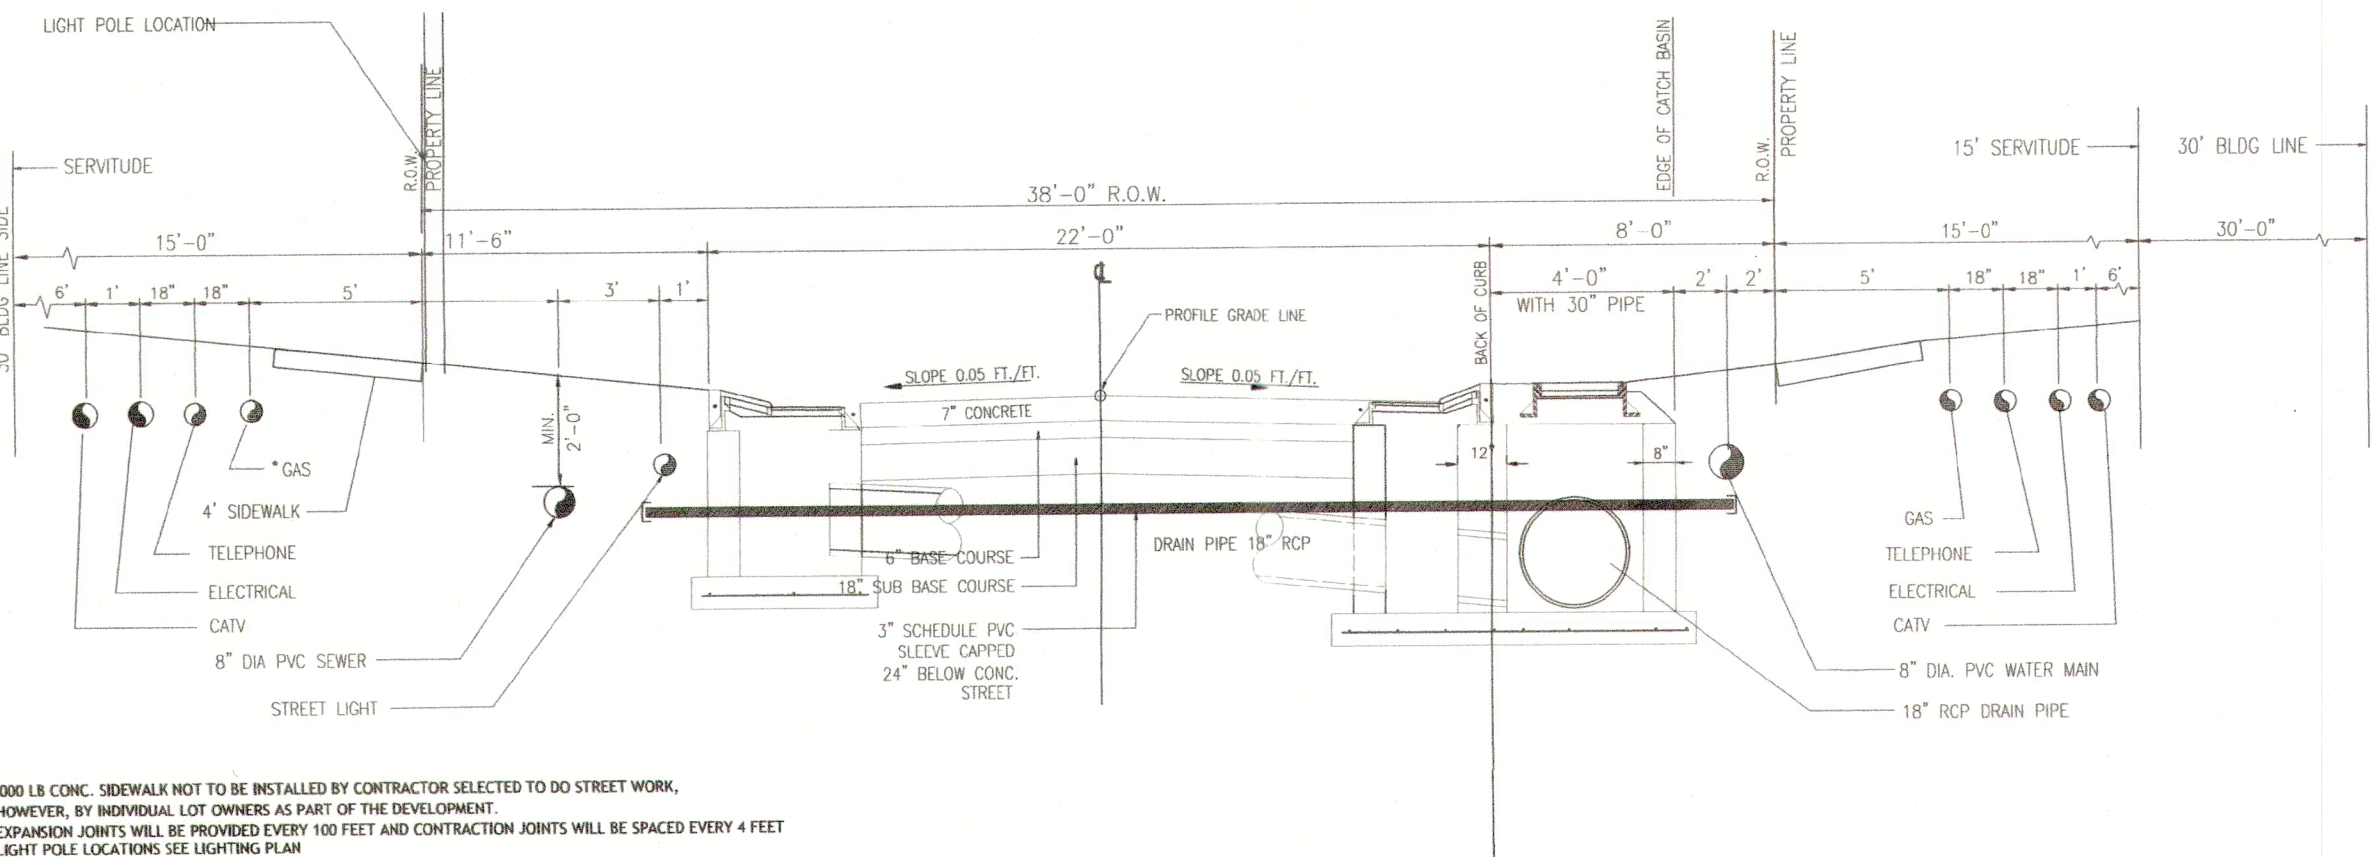 LIGHT POLE LOCATION
SERVITUDE
R.O.W.
PROPERTY LINE
EDGE OF CATCH BASIN
R.O.W.
PROPERTY LINE
15' SERVITUDE
30' BLDG LINE
38'-0" R.O.W.
30' BLDG LINE SIDE
15'-0"
11'-6"
22'-0"
8'-0"
15'-0"
30'-0"
6'
1'
18"
18"
5'
3'
1'
℄
BACK OF CURB
4'-0"
WITH 30" PIPE
2'
2'
5'
18"
18"
1'
6'
PROFILE GRADE LINE
SLOPE 0.05 FT./FT.
SLOPE 0.05 FT./FT.
7" CONCRETE
MIN.
2'-0"
12"
8"
*GAS
4' SIDEWALK
TELEPHONE
ELECTRICAL
CATV
8" DIA PVC SEWER
STREET LIGHT
6" BASE COURSE
18" SUB BASE COURSE
3" SCHEDULE PVC
SLEEVE CAPPED
24" BELOW CONC.
STREET
DRAIN PIPE 18" RCP
GAS
TELEPHONE
ELECTRICAL
CATV
8" DIA. PVC WATER MAIN
18" RCP DRAIN PIPE
000 LB CONC. SIDEWALK NOT TO BE INSTALLED BY CONTRACTOR SELECTED TO DO STREET WORK,
HOWEVER, BY INDIVIDUAL LOT OWNERS AS PART OF THE DEVELOPMENT.
EXPANSION JOINTS WILL BE PROVIDED EVERY 100 FEET AND CONTRACTION JOINTS WILL BE SPACED EVERY 4 FEET
LIGHT POLE LOCATIONS SEE LIGHTING PLAN